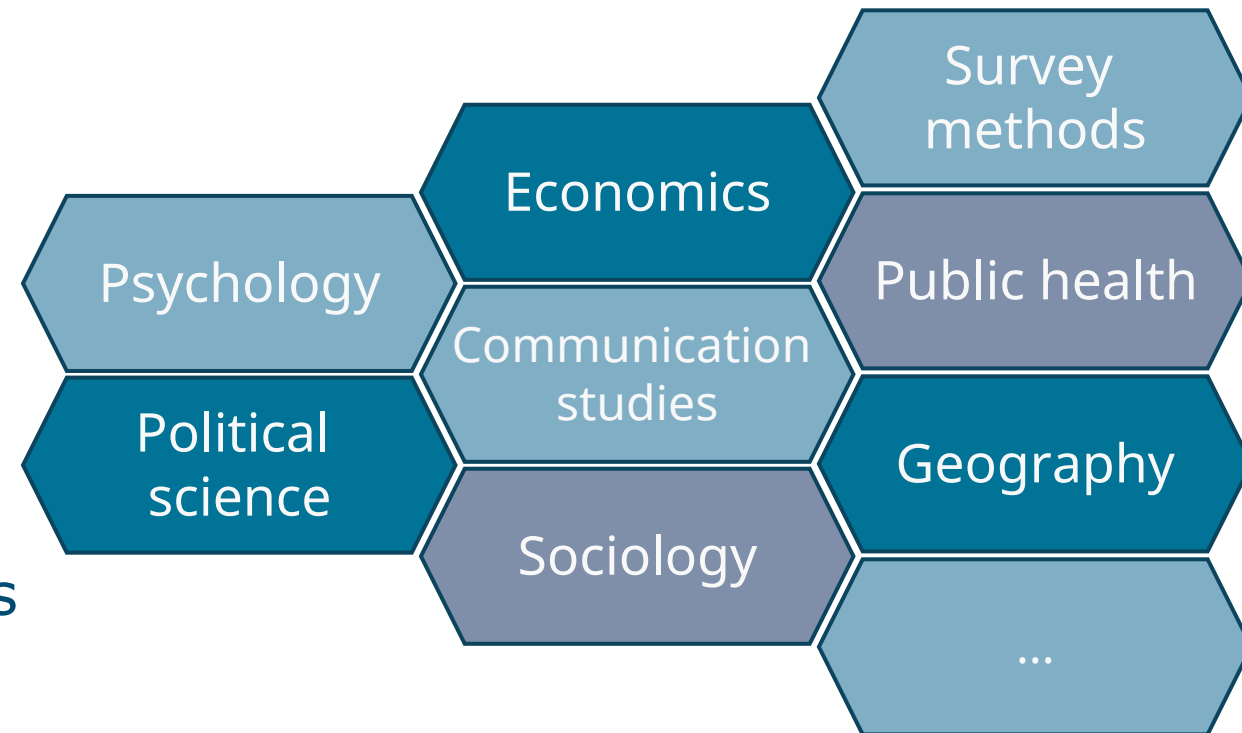 Psychology
Political
science
s
Economics
Communication
studies
Sociology
Survey
methods
Public health
Geography
...